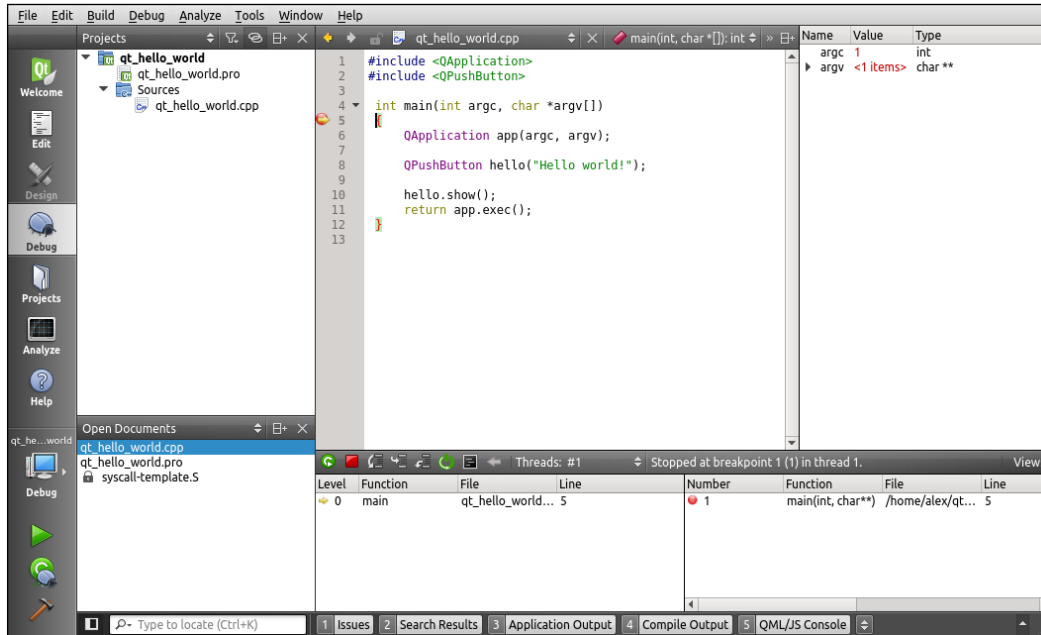 File Edit Build Debug Analyze Tools Window Help
Projects
qt_hello_world.cpp
main(int, char *[]): int
»
Name Value Type
argc 1 int
argv <1 items> char **
Welcome
Edit
Design
Debug
Projects
Analyze
Help
qt_he...world
Debug
qt_hello_world
qt_hello_world.pro
Sources
qt_hello_world.cpp
1 #include <QApplication>
2 #include <QPushButton>
3
4 int main(int argc, char *argv[])
5 {
6 QApplication app(argc, argv);
7
8 QPushButton hello("Hello world!");
9
10 hello.show();
11 return app.exec();
12 }
13
Open Documents
qt_hello_world.cpp
qt_hello_world.pro
syscall-template.S
Threads: #1 Stopped at breakpoint 1 (1) in thread 1. View
Level Function File Line
0 main qt_hello_world... 5
Number Function File Line
1 main(int, char**) /home/alex/qt... 5
Type to locate (Ctrl+K)
1 Issues 2 Search Results 3 Application Output 4 Compile Output 5 QML/JS Console